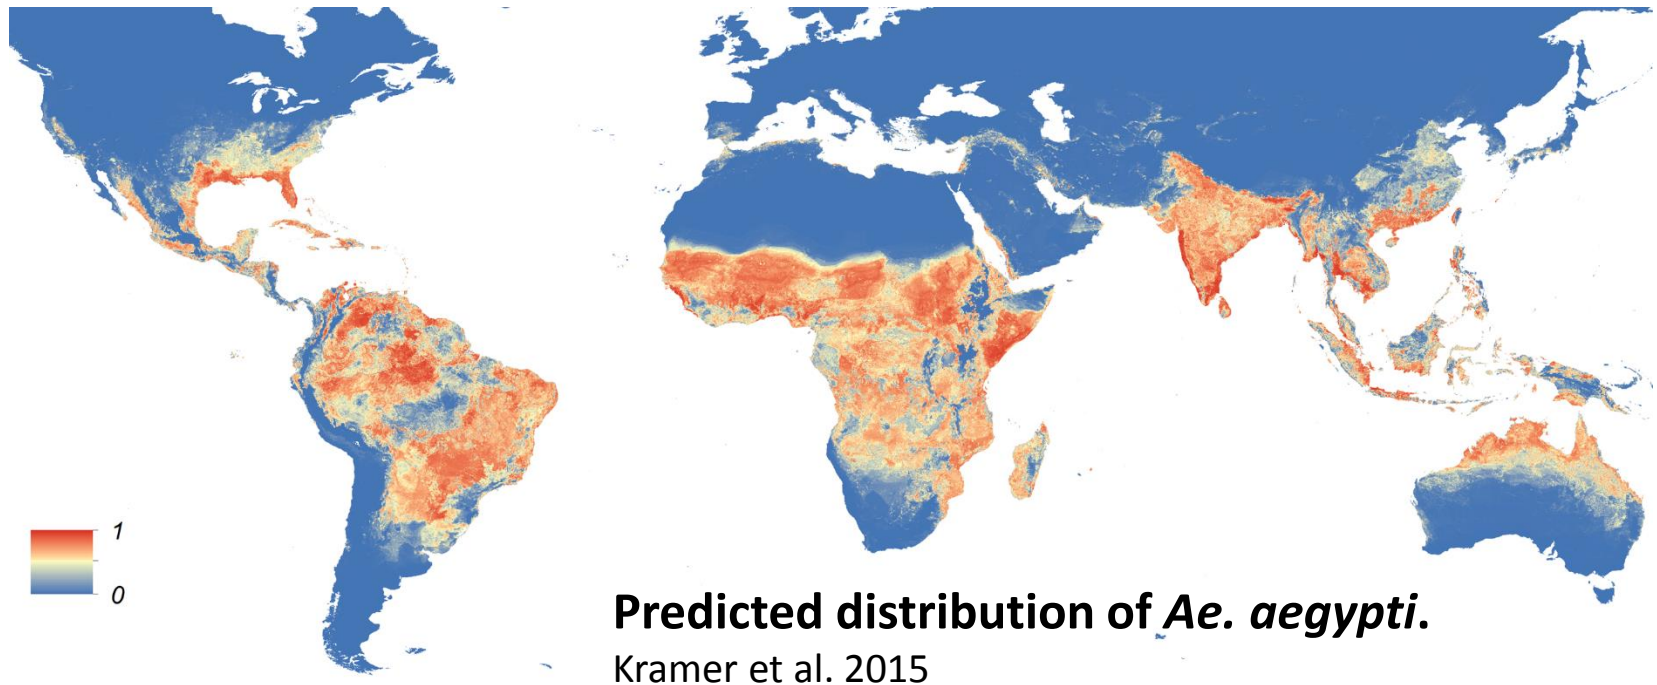 1
0
Predicted distribution of Ae. aegypti.
Kramer et al. 2015